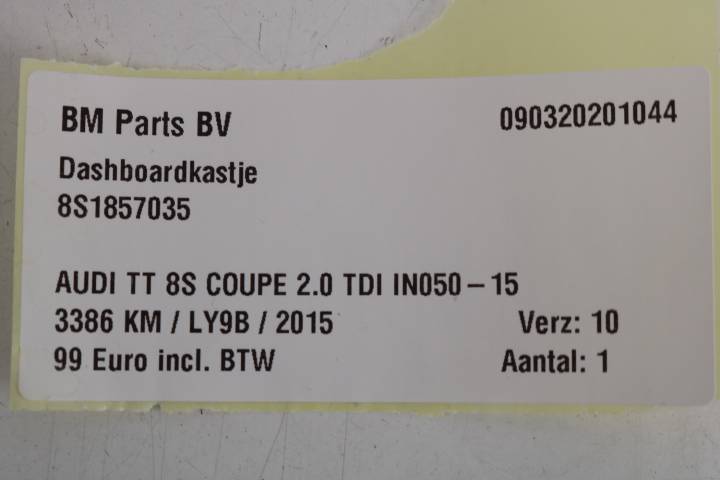 BM Parts BV 090320201044
Dashboardkastje
8S1857035
AUDI TT 8S COUPE 2.0 TDI IN050 – 15
3386 KM / LY9B / 2015 Verz: 10
99 Euro incl. BTW Aantal: 1